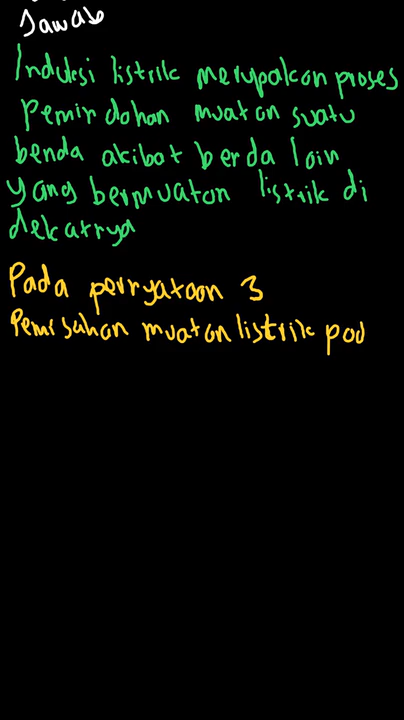 Jawab
Induksi listrik merupakan proses
Pemindahan muatan suatu
benda akibat benda lain
yang bermuatan listrik di
dekatnya
Pada pernyataan 3
Pemisahan muatan listrik pad